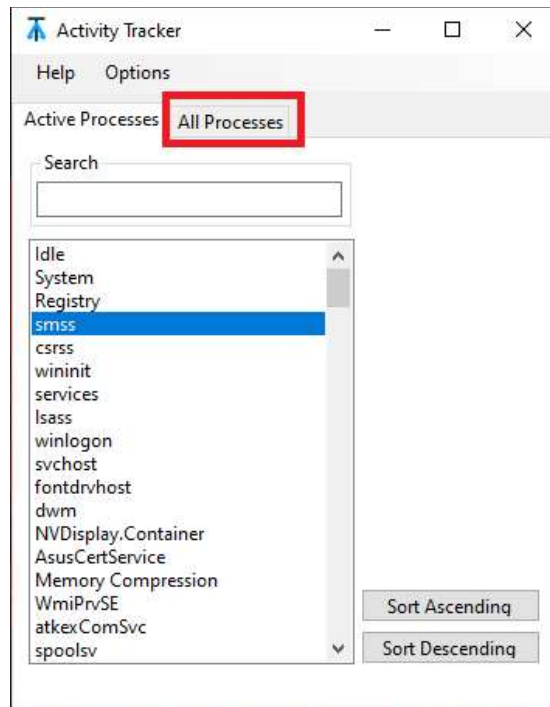 Activity Tracker
Help Options
Active Processes All Processes
Search
Idle
System
Registry
smss
csrss
wininit
services
lsass
winlogon
svchost
fontdrvhost
dwm
NVDisplay.Container
AsusCertService
Memory Compression
WmiPrvSE
atkexComSvc
spoolsv
Sort Ascending
Sort Descending